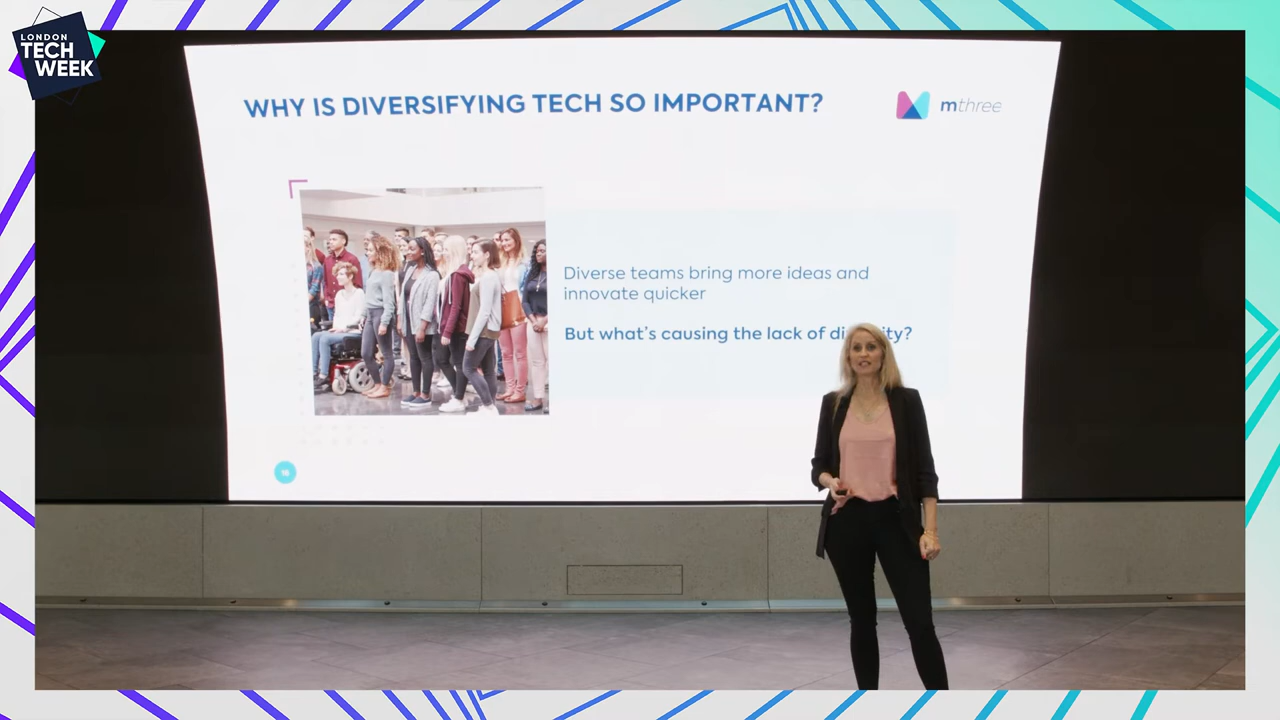 LONDON
TECH
WEEK
WHY IS DIVERSIFYING TECH SO IMPORTANT?
mthree
Diverse teams bring more ideas and
innovate quicker
But what's causing the lack of